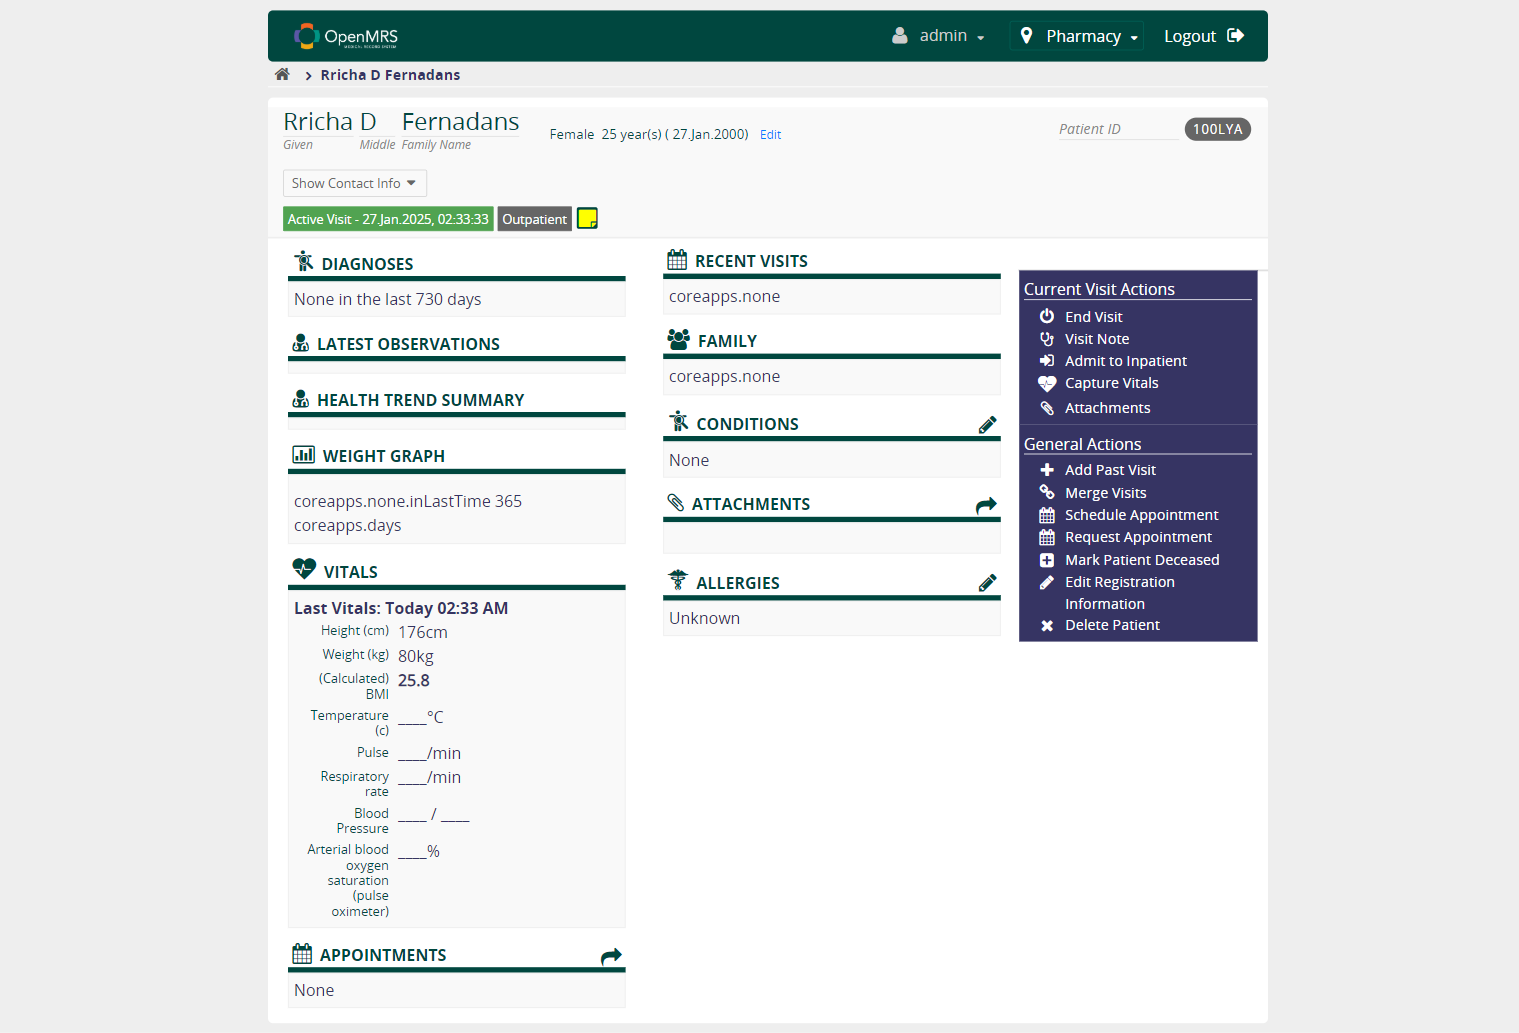 OpenMRS
MEDICAL RECORD SYSTEM
admin
Pharmacy
Logout
Rricha D Fernadans
Rricha D Fernadans
Given Middle Family Name
Female 25 year(s) ( 27.Jan.2000) Edit
Patient ID 100LYA
Show Contact Info
Active Visit - 27.Jan.2025, 02:33:33 Outpatient
DIAGNOSES
None in the last 730 days
LATEST OBSERVATIONS
HEALTH TREND SUMMARY
WEIGHT GRAPH
coreapps.none.inLastTime 365
coreapps.days
VITALS
Last Vitals: Today 02:33 AM
Height (cm) 176cm
Weight (kg) 80kg
(Calculated) 25.8
BMI
Temperature ____°C
(c)
Pulse ____/min
Respiratory ____/min
rate
Blood ____ / ____
Pressure
Arterial blood ____%
oxygen
saturation
(pulse
oximeter)
APPOINTMENTS
None
RECENT VISITS
coreapps.none
FAMILY
coreapps.none
CONDITIONS
None
ATTACHMENTS
ALLERGIES
Unknown
Current Visit Actions
End Visit
Visit Note
Admit to Inpatient
Capture Vitals
Attachments
General Actions
Add Past Visit
Merge Visits
Schedule Appointment
Request Appointment
Mark Patient Deceased
Edit Registration
Information
Delete Patient